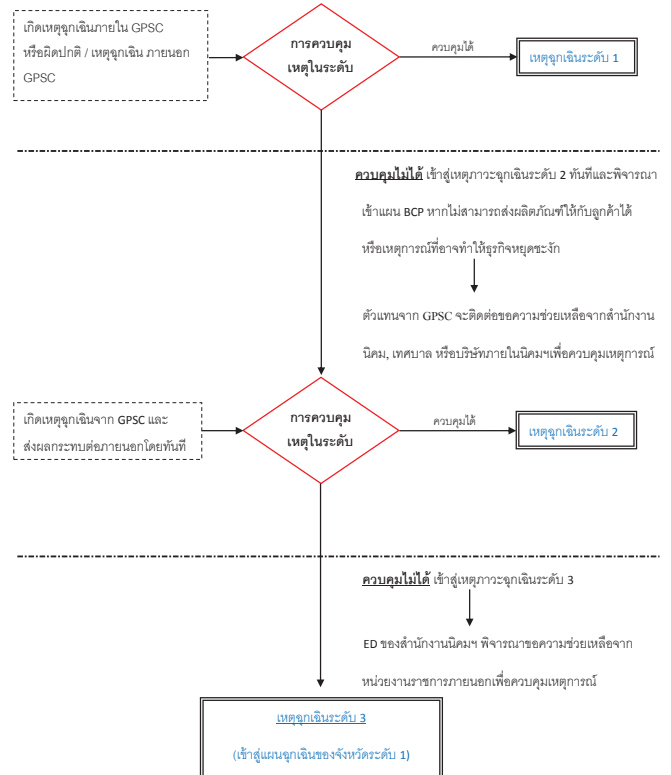 เกิดเหตุฉุกเฉินภายใน GPSC
หรือผิดปกติ / เหตุฉุกเฉิน ภายนอก
GPSC
การควบคุม
เหตุในระดับ
ควบคุมได้
เหตุฉุกเฉินระดับ 1
ควบคุมไม่ได้ เข้าสู่เหตุภาวะฉุกเฉินระดับ 2 ทันทีและพิจารณา
เข้าแผน BCP หากไม่สามารถส่งผลิตภัณฑ์ให้กับลูกค้าได้
หรือเหตุการณ์ที่อาจทำให้ธุรกิจหยุดชะงัก
ตัวแทนจาก GPSC จะติดต่อขอความช่วยเหลือจากสำนักงาน
นิคม, เทศบาล หรือบริษัทภายในนิคมฯเพื่อควบคุมเหตุการณ์
เกิดเหตุฉุกเฉินจาก GPSC และ
ส่งผลกระทบต่อภายนอกโดยทันที
การควบคุม
เหตุในระดับ
ควบคุมได้
เหตุฉุกเฉินระดับ 2
ควบคุมไม่ได้ เข้าสู่เหตุภาวะฉุกเฉินระดับ 3
ED ของสำนักงานนิคมฯ พิจารณาขอความช่วยเหลือจาก
หน่วยงานราชการภายนอกเพื่อควบคุมเหตุการณ์
เหตุฉุกเฉินระดับ 3
(เข้าสู่แผนฉุกเฉินของจังหวัดระดับ 1)